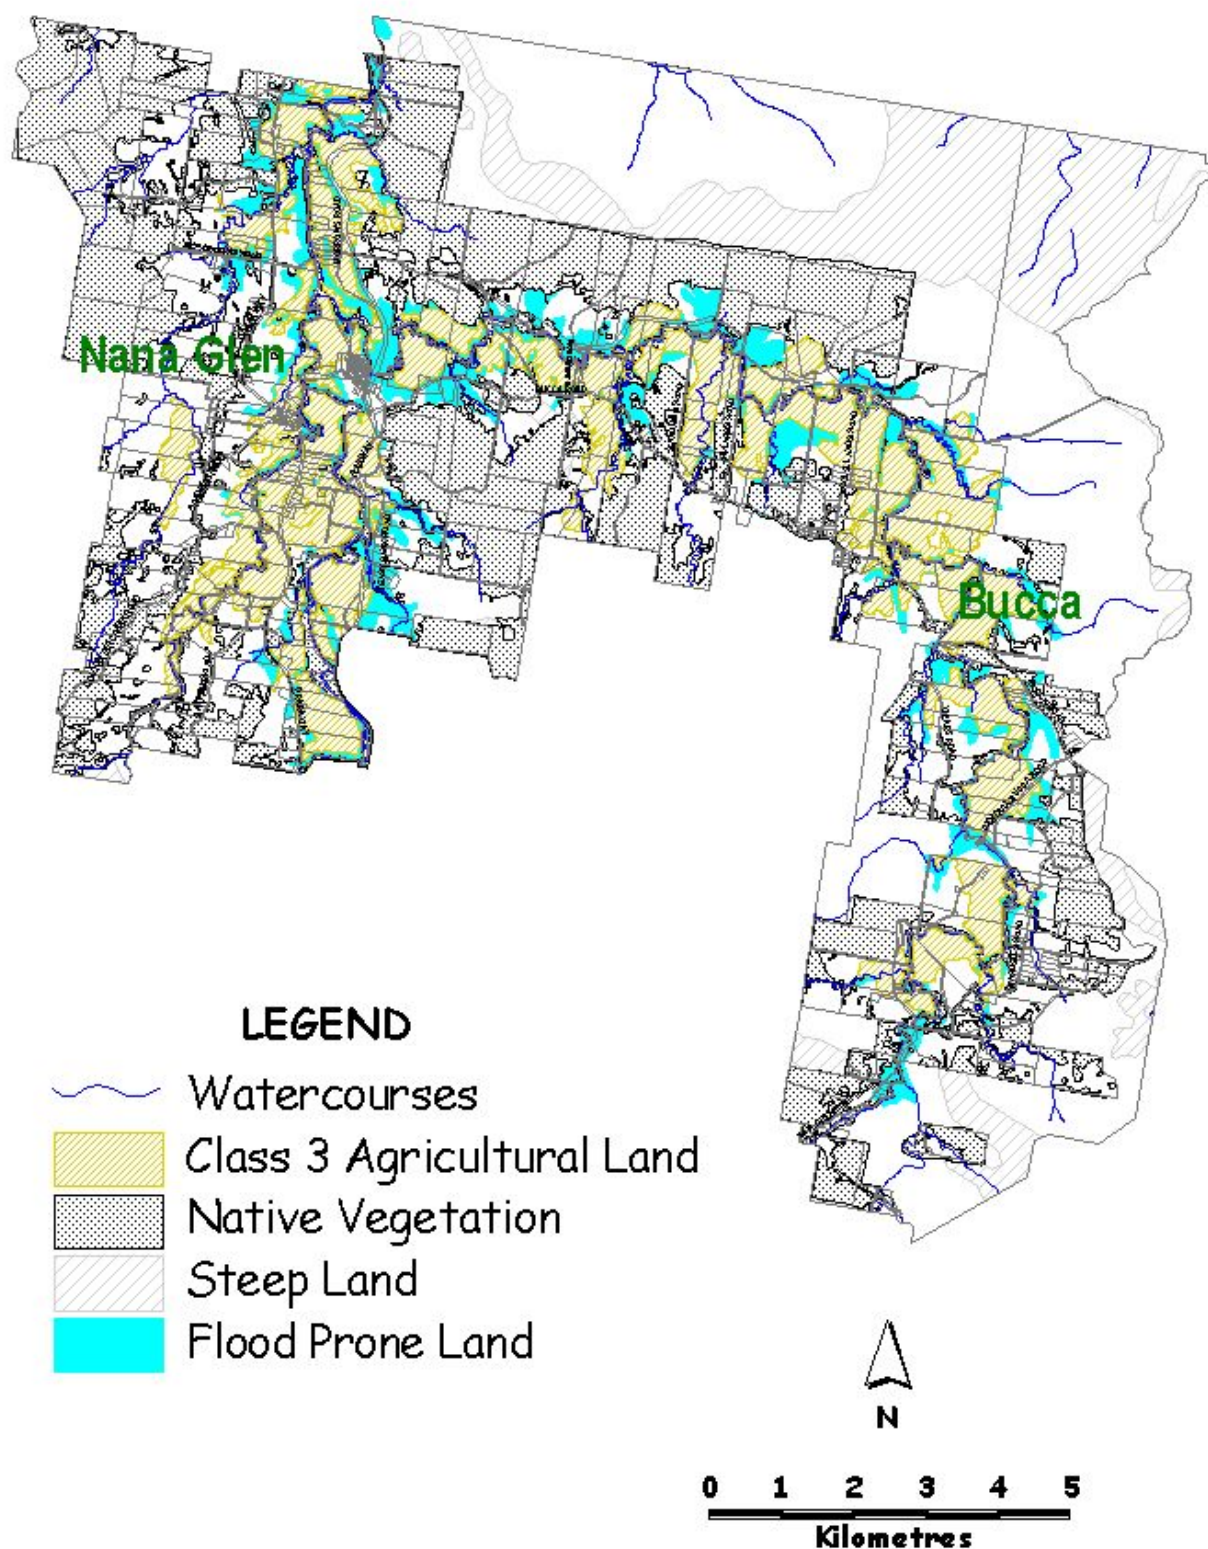 Nana Glen
Bucca
LEGEND
Watercourses
Class 3 Agricultural Land
Native Vegetation
Steep Land
Flood Prone Land
N
0 1 2 3 4 5
Kilometres